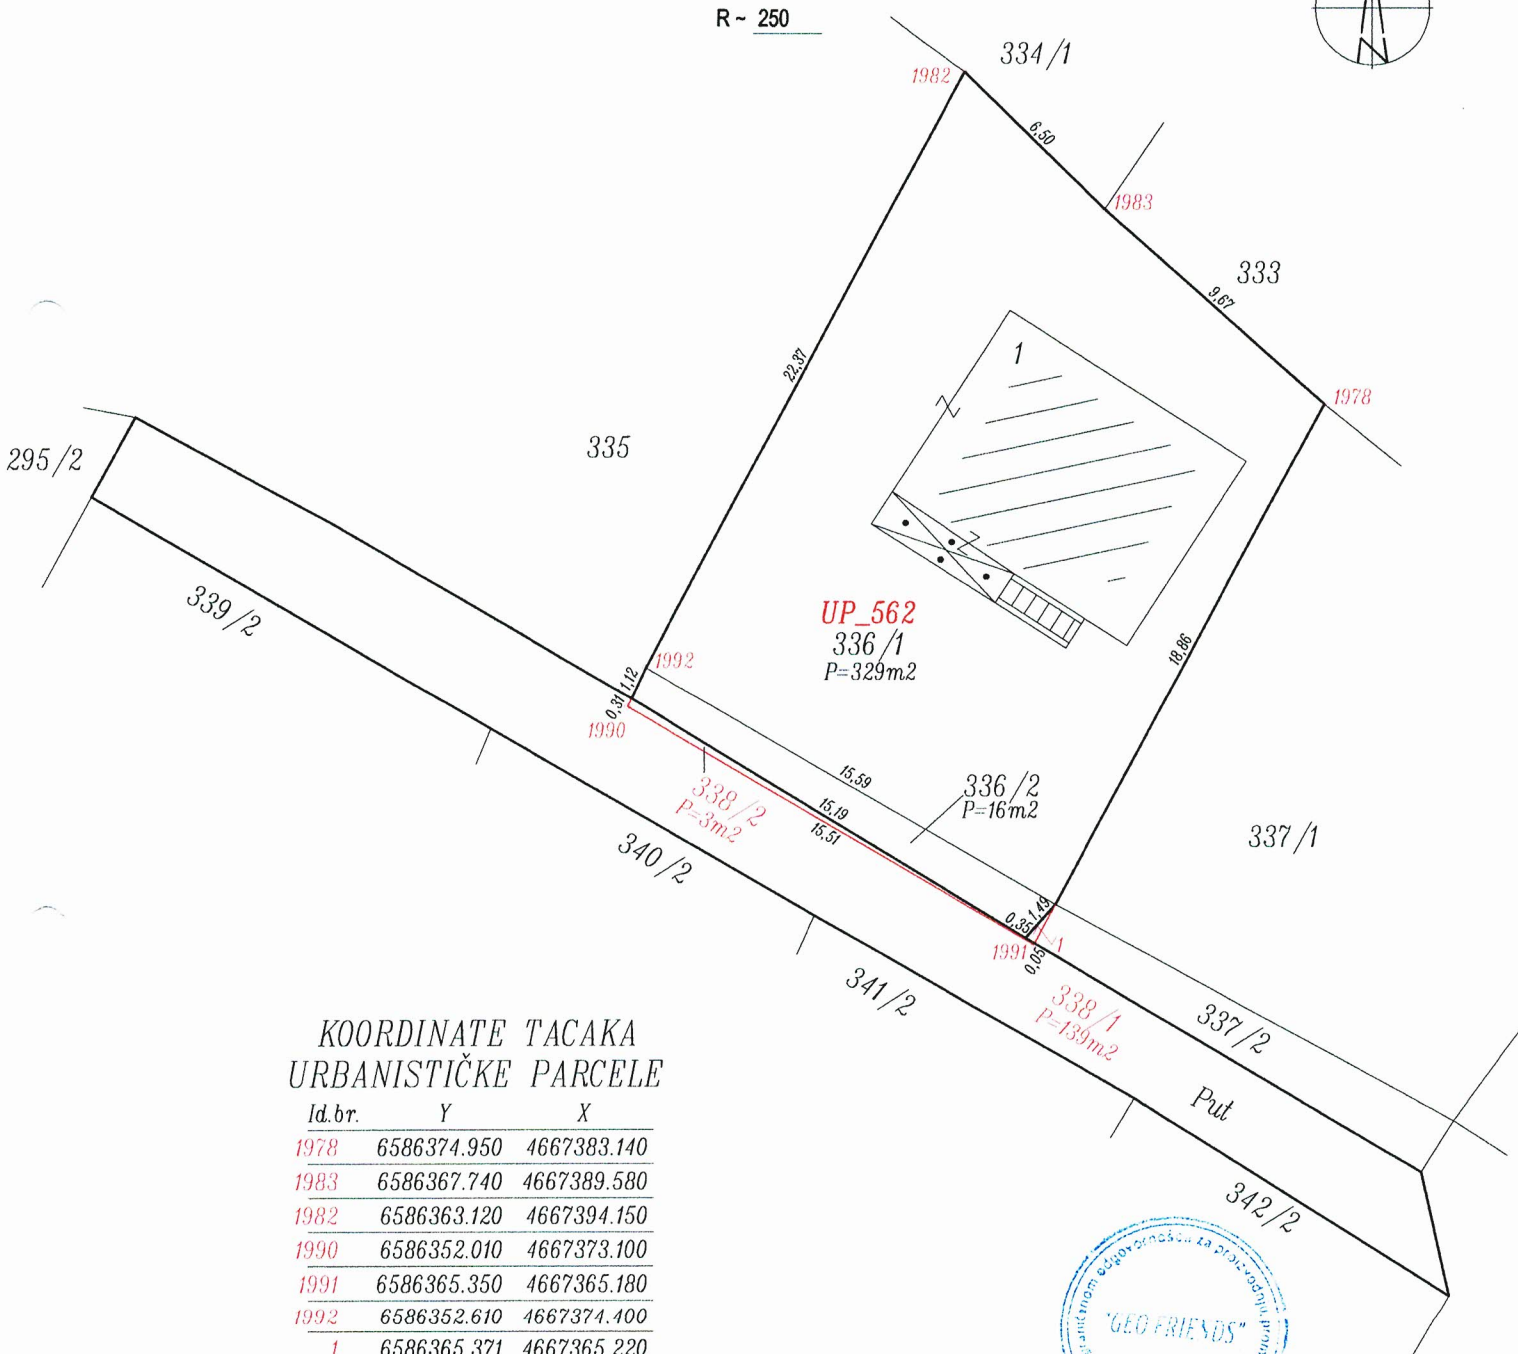 R ~ 250
334/1
1982
6,50
1983
333
9,67
1978
1
22,37
335
295/2
339/2
UP_562
336/1
P=329m2
18,86
1992
1,12
0,31
1990
15,59
336/2
P=16m2
338/2
P=3m2
15,19
15,51
337/1
340/2
1,49
0,35
1991
1
0,05
341/2
338/1
P=139m2
337/2
Put
342/2
KOORDINATE TACAKA
URBANISTIČKE PARCELE
Id.br. Y X
1978 6586374.950 4667383.140
1983 6586367.740 4667389.580
1982 6586363.120 4667394.150
1990 6586352.010 4667373.100
1991 6586365.350 4667365.180
1992 6586352.610 4667374.400
1 6586365.371 4667365.220
odgovornošću za proizvodnju,
"GEO FRIENDS"